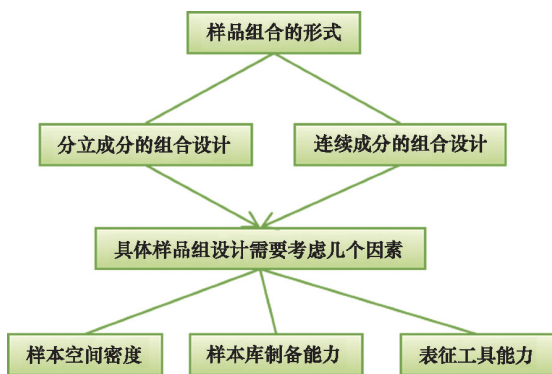 样品组合的形式
分立成分的组合设计
连续成分的组合设计
具体样品组设计需要考虑几个因素
样本空间密度
样本库制备能力
表征工具能力